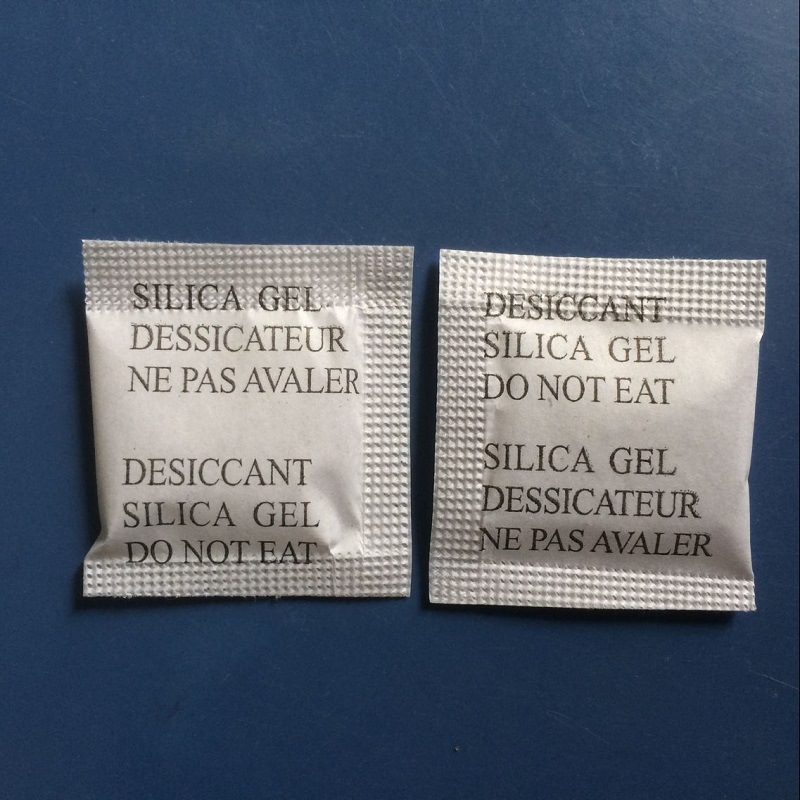 SILICA GEL
DESSICATEUR
NE PAS AVALER
DESICCANT
SILICA GEL
DO NOT EAT
DESICCANT
SILICA GEL
DO NOT EAT
SILICA GEL
DESSICATEUR
NE PAS AVALER